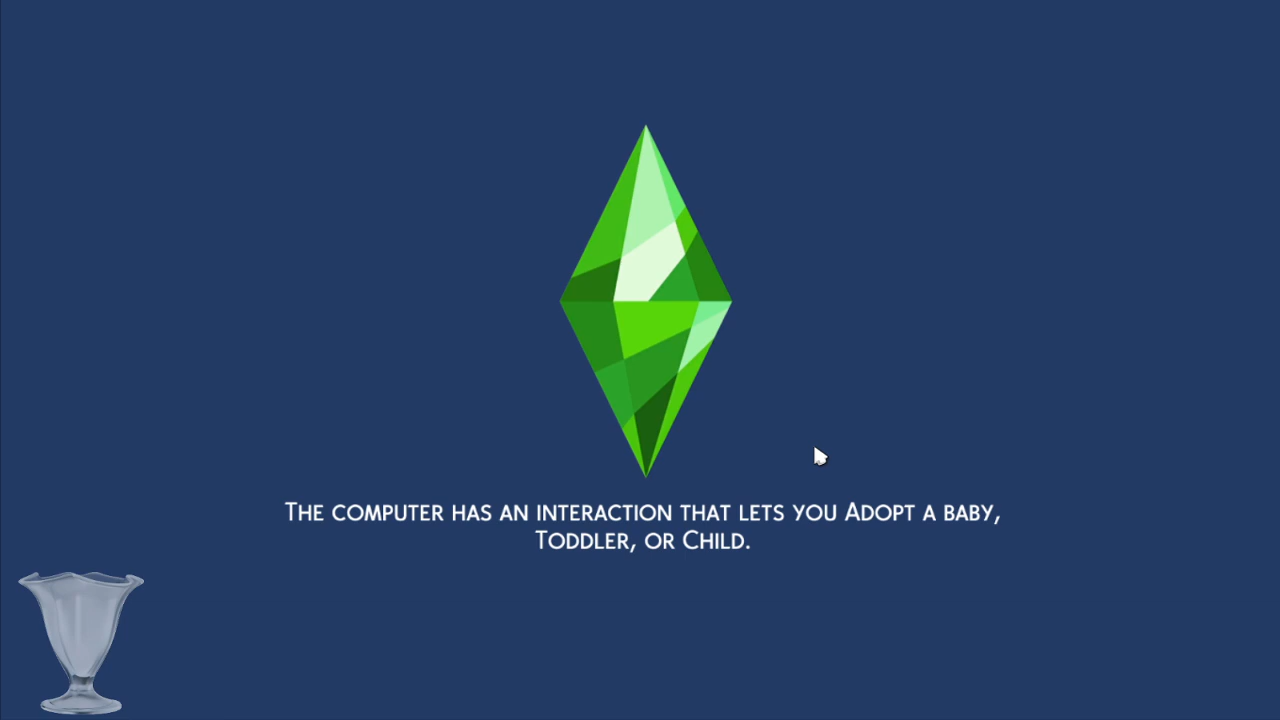 The computer has an interaction that lets you Adopt a baby,
Toddler, or Child.